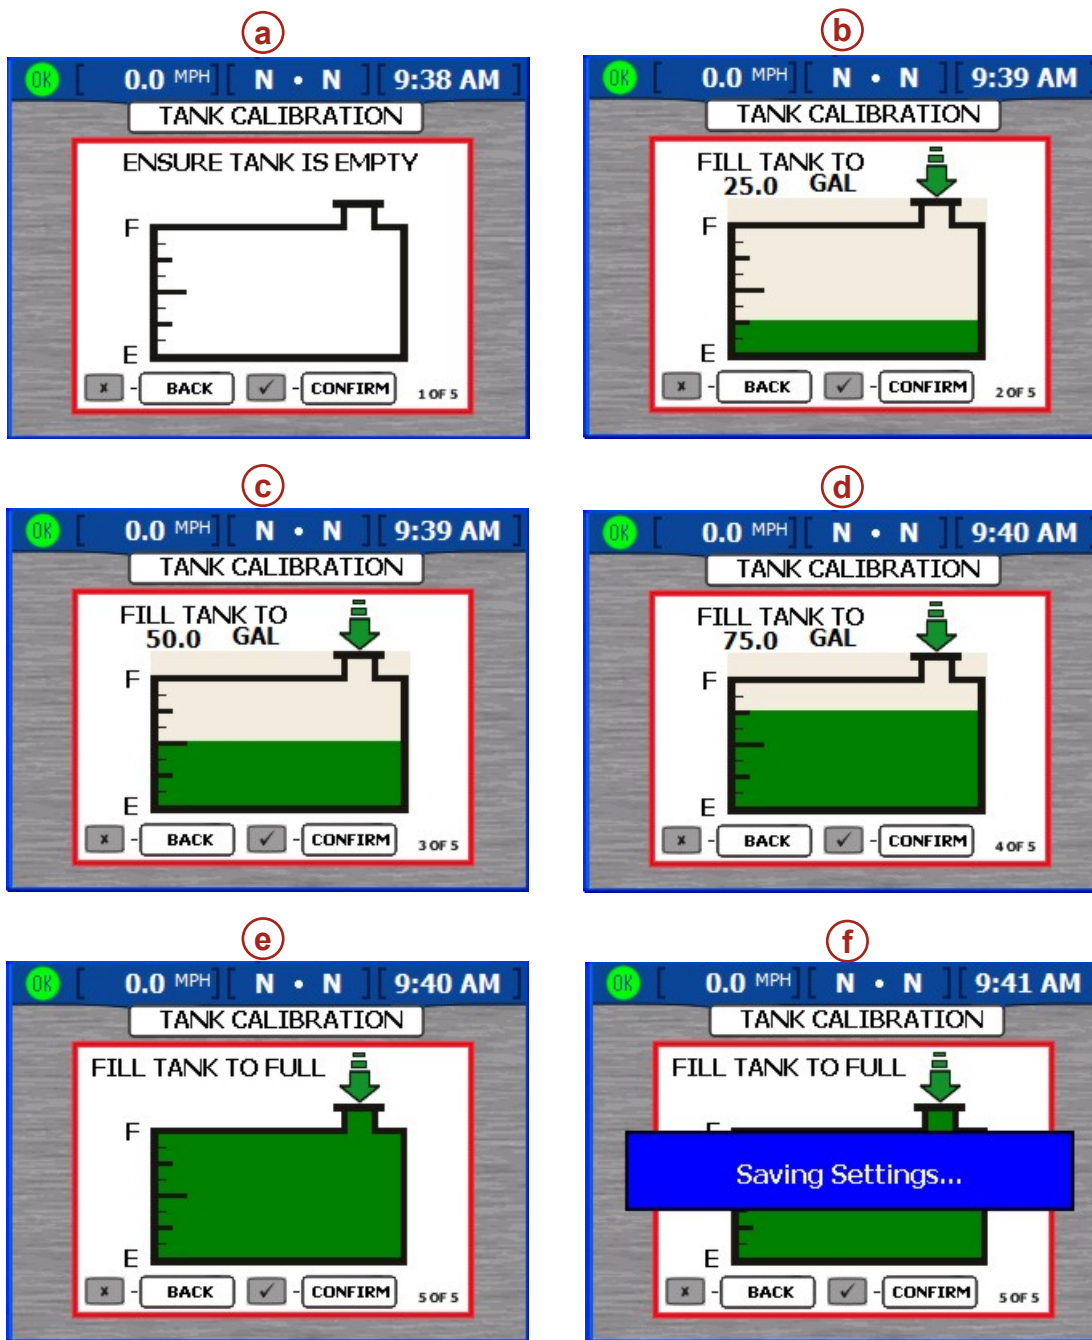 a
OK [ 0.0 MPH ] [ N • N ] [ 9:38 AM ]
TANK CALIBRATION
ENSURE TANK IS EMPTY
F
E
x - BACK ✓ - CONFIRM 1 OF 5
b
OK [ 0.0 MPH ] [ N • N ] [ 9:39 AM ]
TANK CALIBRATION
FILL TANK TO
25.0 GAL
F
E
x - BACK ✓ - CONFIRM 2 OF 5
c
OK [ 0.0 MPH ] [ N • N ] [ 9:39 AM ]
TANK CALIBRATION
FILL TANK TO
50.0 GAL
F
E
x - BACK ✓ - CONFIRM 3 OF 5
d
OK [ 0.0 MPH ] [ N • N ] [ 9:40 AM
TANK CALIBRATION
FILL TANK TO
75.0 GAL
F
E
x - BACK ✓ - CONFIRM 4 OF 5
e
OK [ 0.0 MPH ] [ N • N ] [ 9:40 AM ]
TANK CALIBRATION
FILL TANK TO FULL
F
E
x - BACK ✓ - CONFIRM 5 OF 5
f
OK [ 0.0 MPH ] [ N • N ] [ 9:41 AM
TANK CALIBRATION
FILL TANK TO FULL
F
Saving Settings...
E
x - BACK ✓ - CONFIRM 5 OF 5